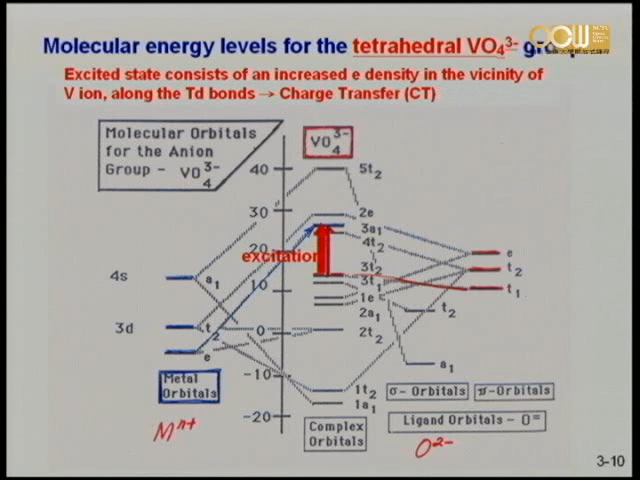 Molecular energy levels for the tetrahedral VO₄³⁻ group
Excited state consists of an increased e density in the vicinity of
V ion, along the Td bonds → Charge Transfer (CT)
Molecular Orbitals
for the Anion
Group - VO₄³⁻
VO₄³⁻
40
30
20
10
0
-10
-20
5t₂
2e
3a₁
4t₂
3t₂
3t₁
1e
2a₁
2t₂
1t₂
1a₁
excitation
4s
3d
a₁
t₂
e
e
t₂
t₁
t₂
a₁
Metal
Orbitals
σ- Orbitals
π-Orbitals
Ligand Orbitals - O=
Complex
Orbitals
Mⁿ⁺
O²⁻
3-10